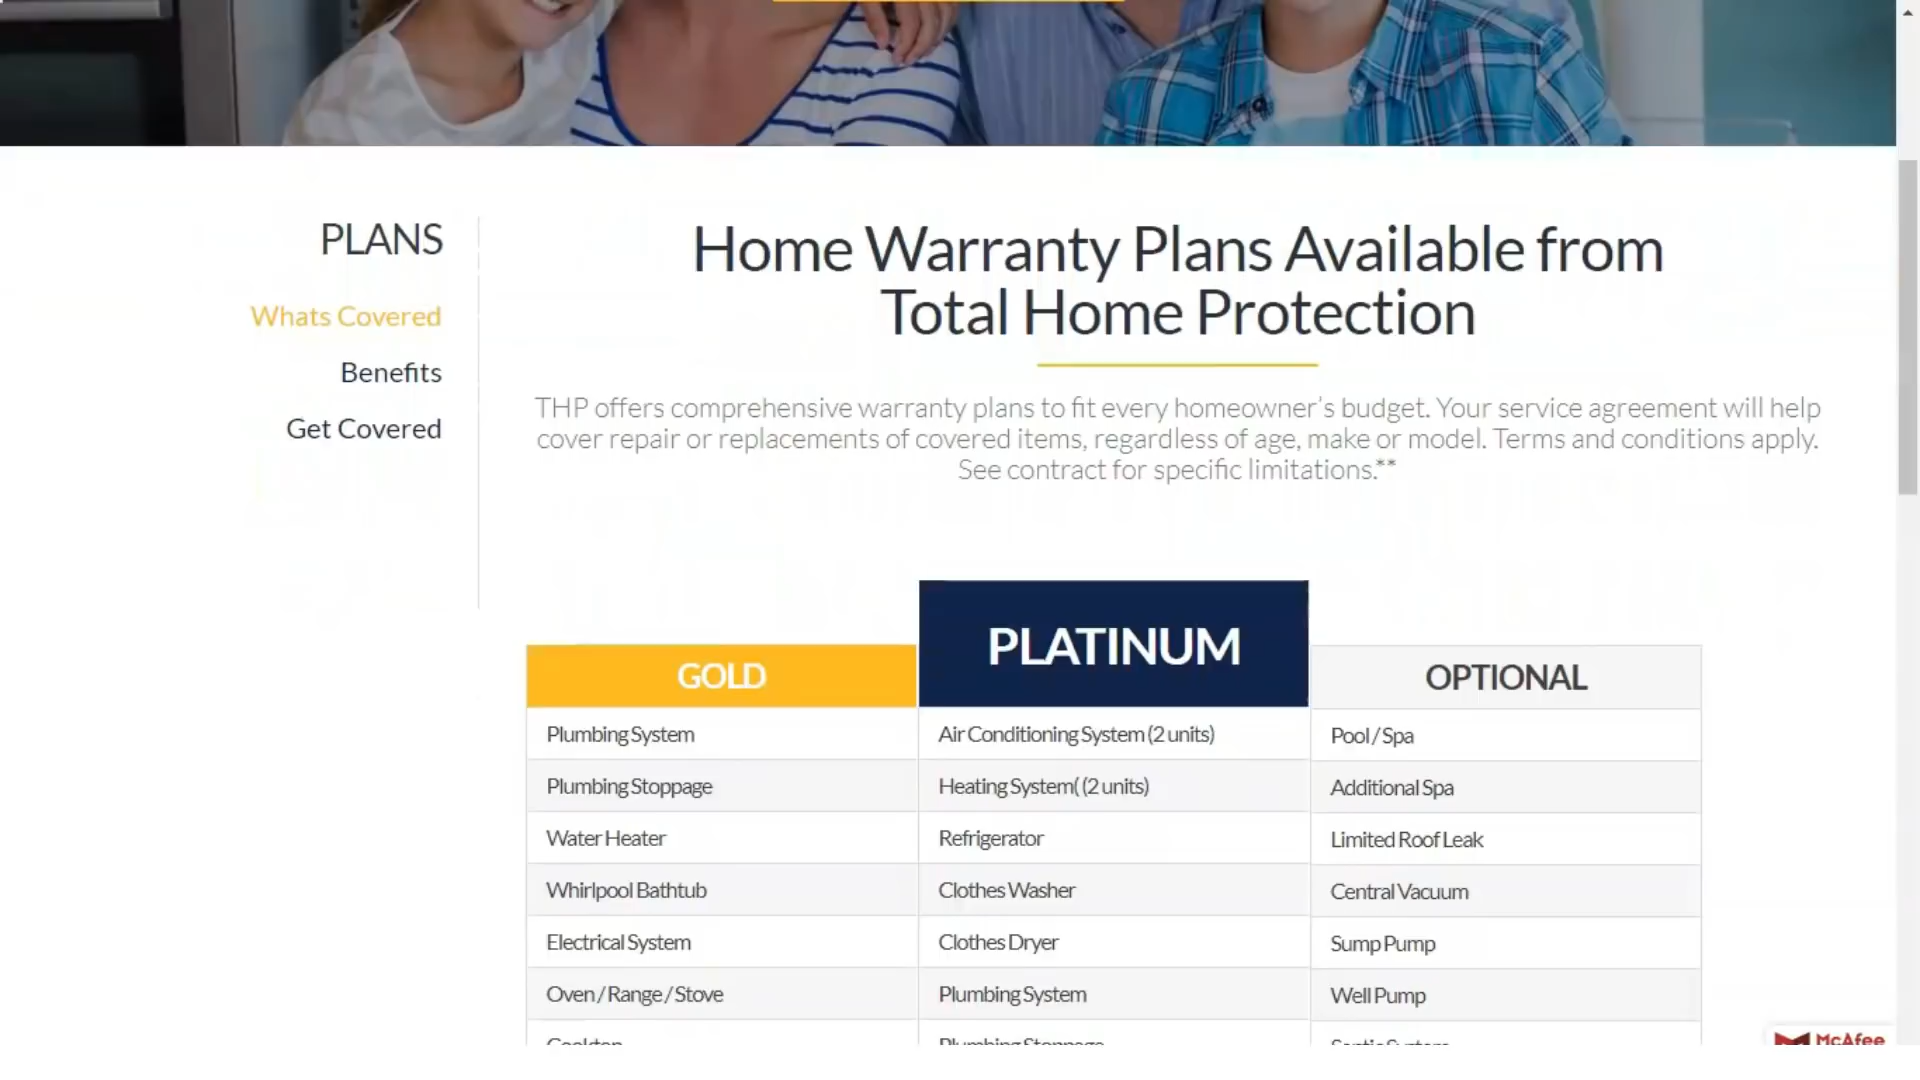 PLANS
Whats Covered
Benefits
Get Covered
Home Warranty Plans Available from
Total Home Protection
THP offers comprehensive warranty plans to fit every homeowner's budget. Your service agreement will help
cover repair or replacements of covered items, regardless of age, make or model. Terms and conditions apply.
See contract for specific limitations.**
GOLD
Plumbing System
Plumbing Stoppage
Water Heater
Whirlpool Bathtub
Electrical System
Oven / Range / Stove
Cooktop
PLATINUM
Air Conditioning System (2 units)
Heating System( (2 units)
Refrigerator
Clothes Washer
Clothes Dryer
Plumbing System
Plumbing Stoppage
OPTIONAL
Pool / Spa
Additional Spa
Limited Roof Leak
Central Vacuum
Sump Pump
Well Pump
Septic System
McAfee